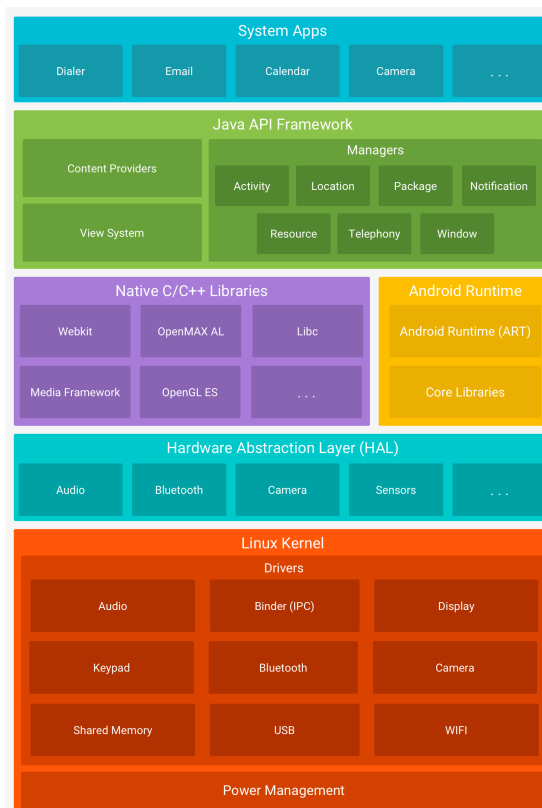 System Apps
Dialer
Email
Calendar
Camera
. . .
Java API Framework
Content Providers
View System
Managers
Activity
Location
Package
Notification
Resource
Telephony
Window
Native C/C++ Libraries
Webkit
OpenMAX AL
Libc
Media Framework
OpenGL ES
. . .
Android Runtime
Android Runtime (ART)
Core Libraries
Hardware Abstraction Layer (HAL)
Audio
Bluetooth
Camera
Sensors
. . .
Linux Kernel
Drivers
Audio
Binder (IPC)
Display
Keypad
Bluetooth
Camera
Shared Memory
USB
WIFI
Power Management